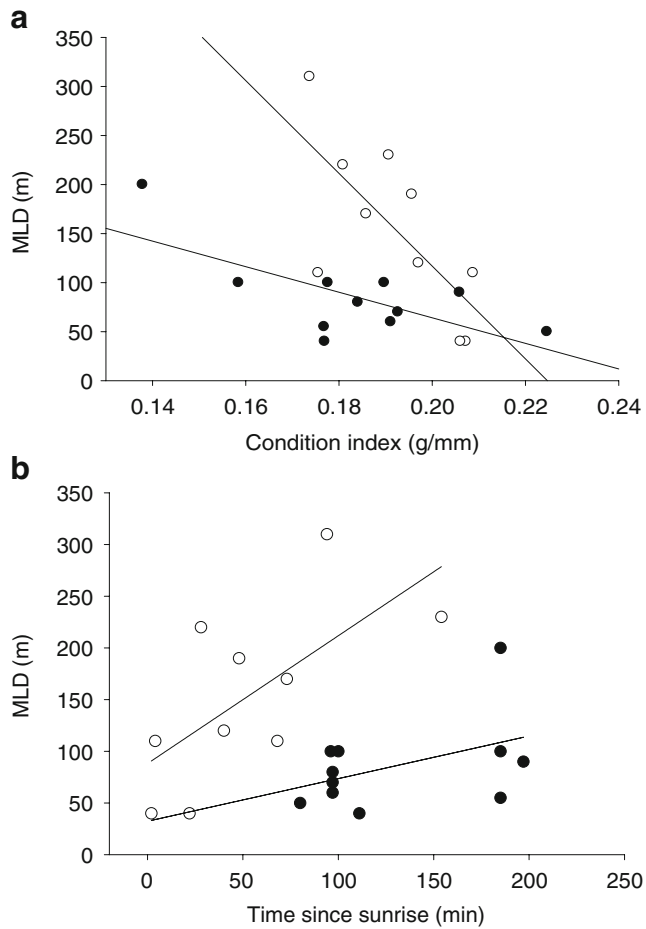 a
350
300
250
200
150
100
50
0
MLD (m)
0.14 0.16 0.18 0.20 0.22 0.24
Condition index (g/mm)
b
350
300
250
200
150
100
50
0
MLD (m)
0 50 100 150 200 250
Time since sunrise (min)